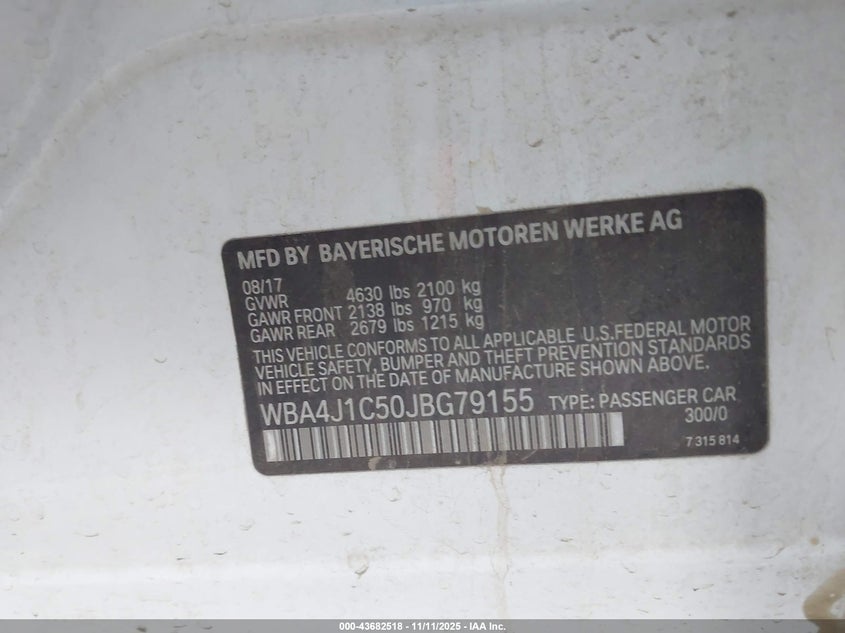 MFD BY BAYERISCHE MOTOREN WERKE AG
08/17
GVWR 4630 lbs 2100 kg
GAWR FRONT 2138 lbs 970 kg
GAWR REAR 2679 lbs 1215 kg
THIS VEHICLE CONFORMS TO ALL APPLICABLE U.S.FEDERAL MOTOR
VEHICLE SAFETY, BUMPER AND THEFT PREVENTION STANDARDS
IN EFFECT ON THE DATE OF MANUFACTURE SHOWN ABOVE.
WBA4J1C50JBG79155 TYPE: PASSENGER CAR
300/0
7 315 814
000-43682518 - 11/11/2025 - IAA Inc.